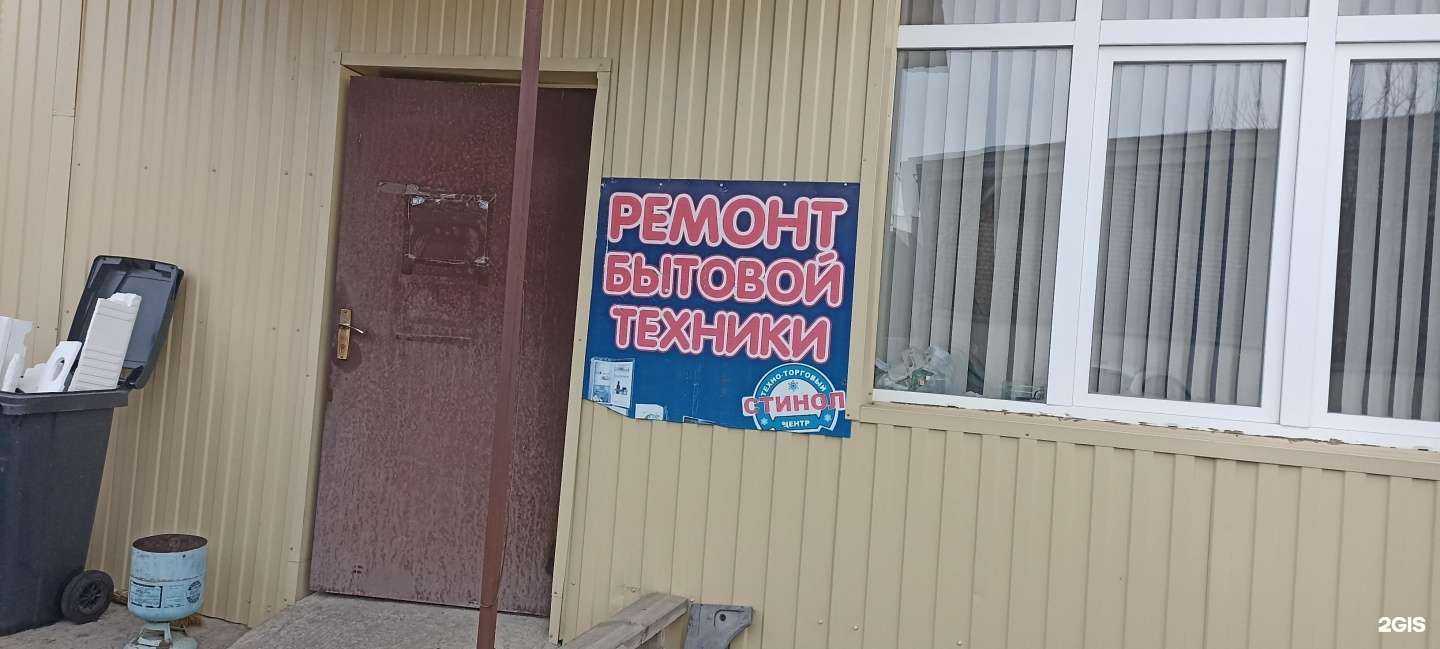 РЕМОНТ
БЫТОВОЙ
ТЕХНИКИ
ТЕХНО-ТОРГОВЫЙ
СТИНОЛ
ЦЕНТР
2GIS